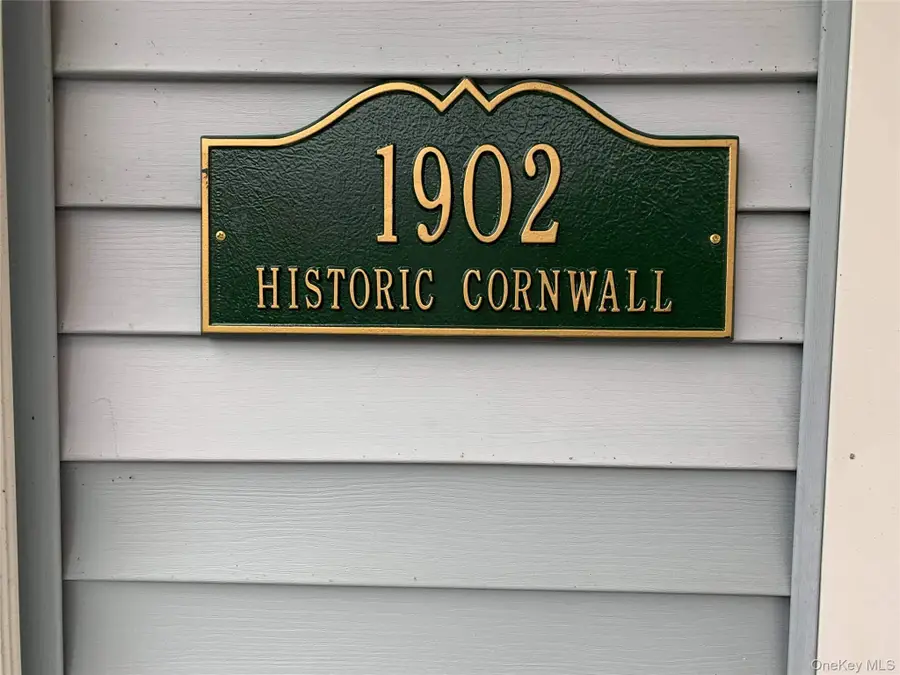 1902
HISTORIC CORNWALL
OneKey MLS